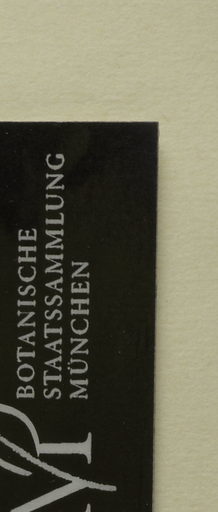 BOTANISCHE
STAATSSAMMLUNG
MÜNCHEN
M